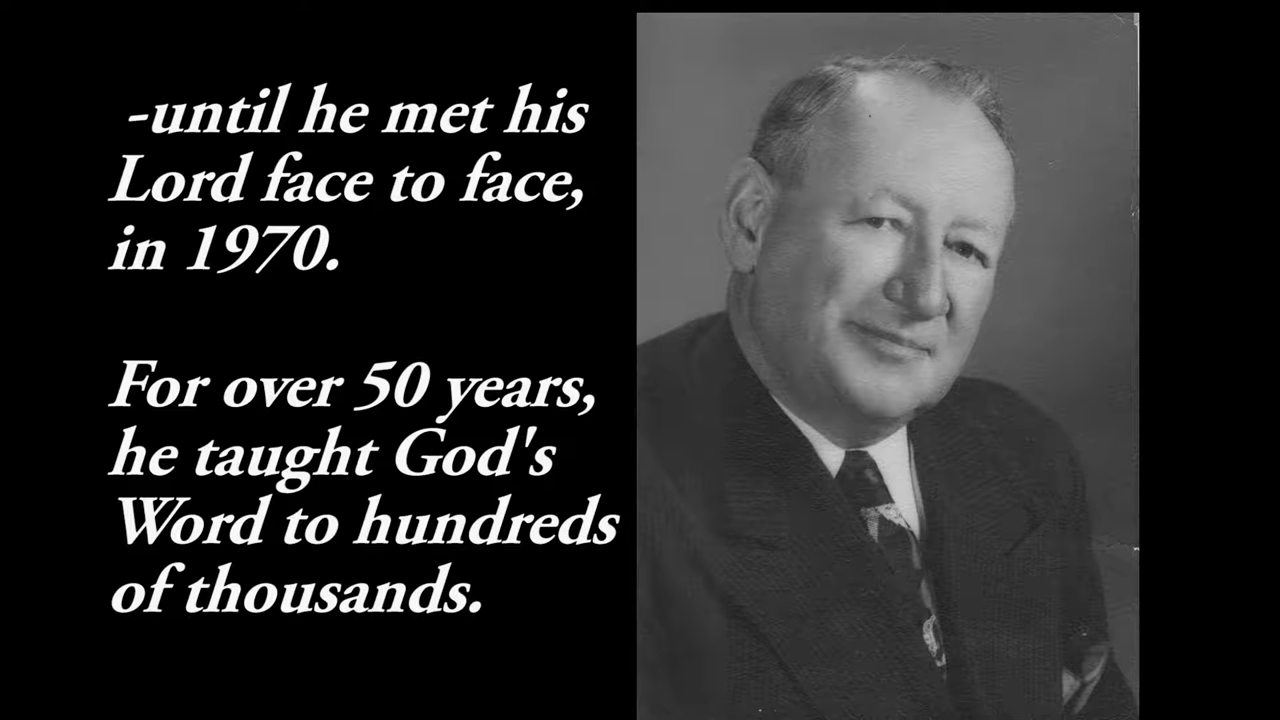 -until he met his
Lord face to face,
in 1970.
For over 50 years,
he taught God's
Word to hundreds
of thousands.